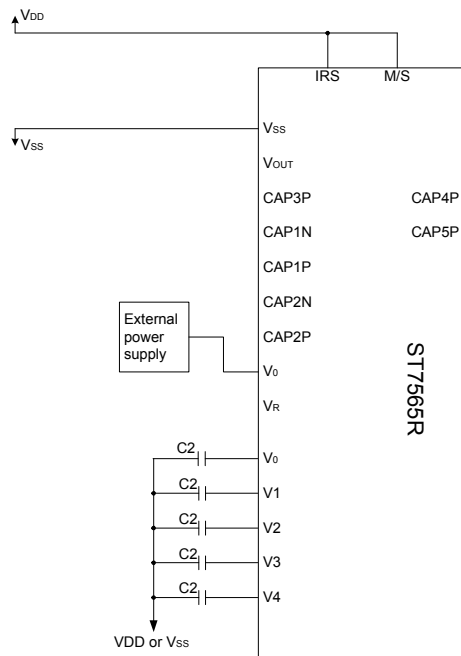 VDD
IRS M/S
VSS
VSS
VOUT
CAP3P CAP4P
CAP1N CAP5P
CAP1P
CAP2N
External
power
supply
CAP2P
V0
VR
ST7565R
C2 V0
C2 V1
C2 V2
C2 V3
C2 V4
VDD or VSS